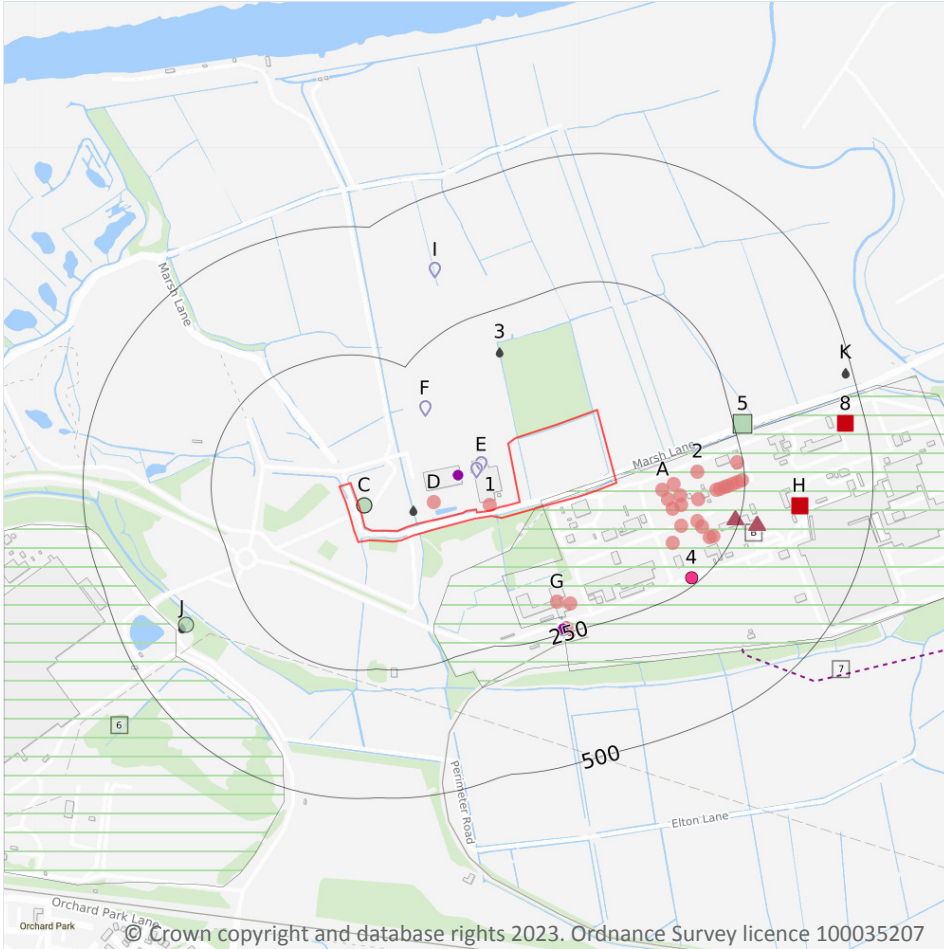 I
Marsh Lane
3
K
F
5
8
Marsh Lane
2
E
A
D
1
C
H
8
4
G
J
250
7
6
500
Perimeter Road
Elton Lane
Orchard Park Lane
Orchard Park
© Crown copyright and database rights 2023. Ordnance Survey licence 100035207